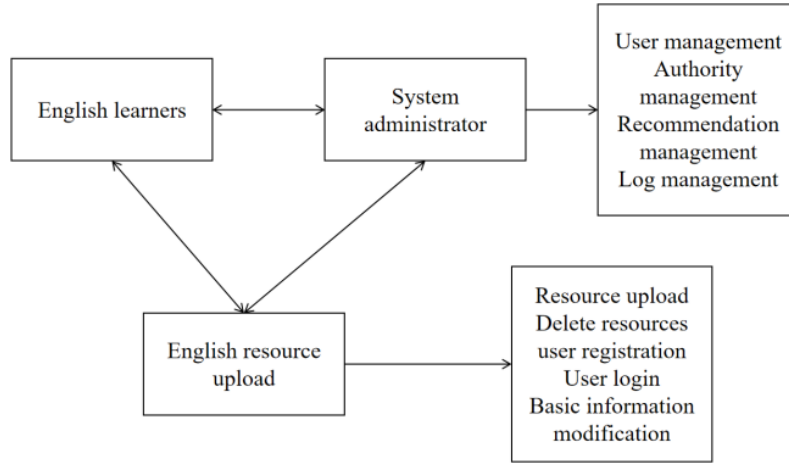 English learners
System
administrator
User management
Authority
management
Recommendation
management
Log management
English resource
upload
Resource upload
Delete resources
user registration
User login
Basic information
modification